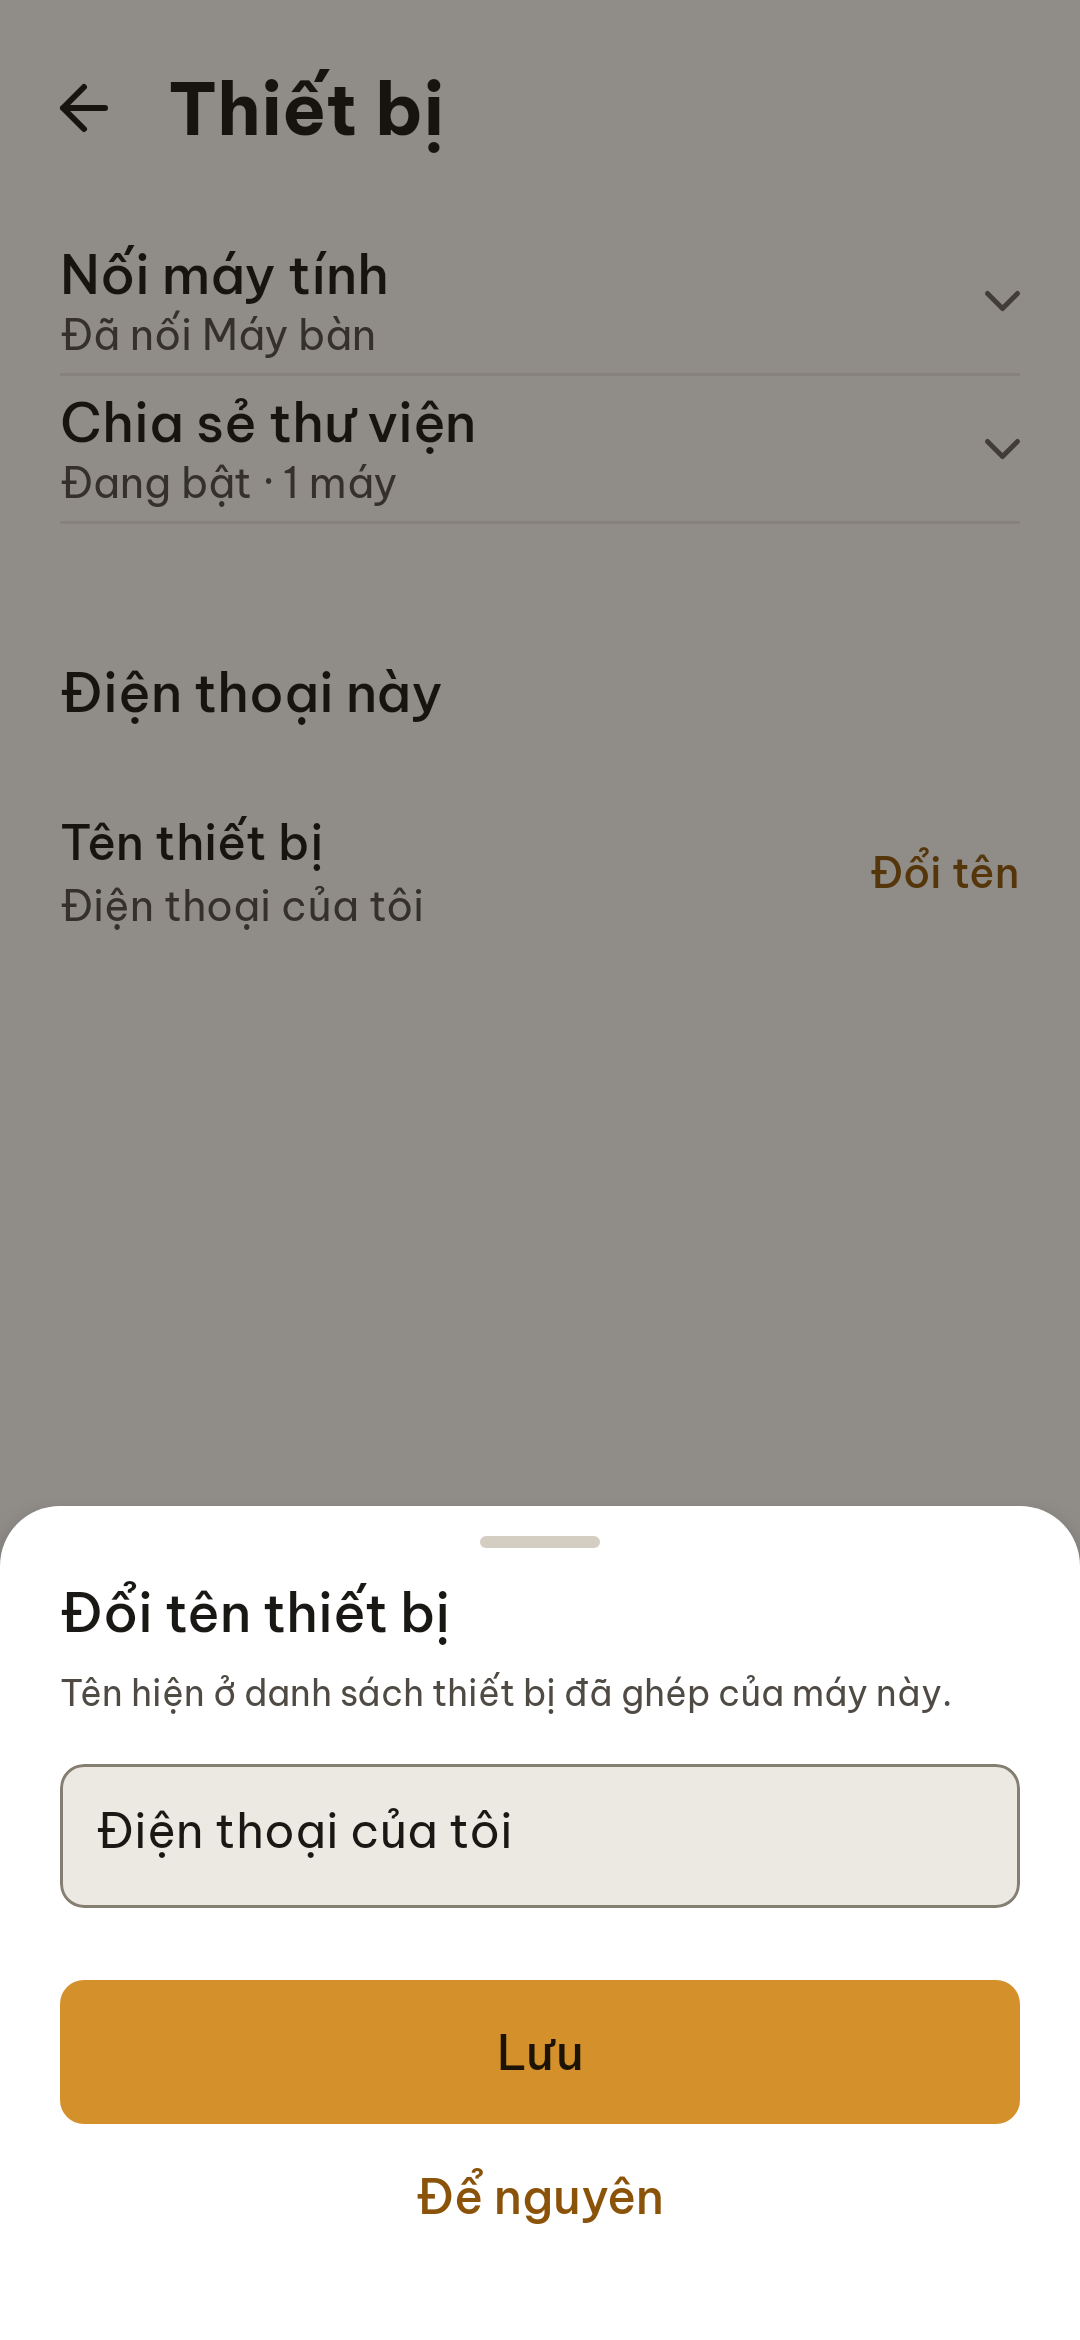 Thiết bị
Nối máy tính
Đã nối Máy bàn
Chia sẻ thư viện
Đang bật · 1 máy
Điện thoại này
Tên thiết bị
Điện thoại của tôi
Đổi tên
Đổi tên thiết bị
Tên hiện ở danh sách thiết bị đã ghép của máy này.
Điện thoại của tôi
Lưu
Để nguyên